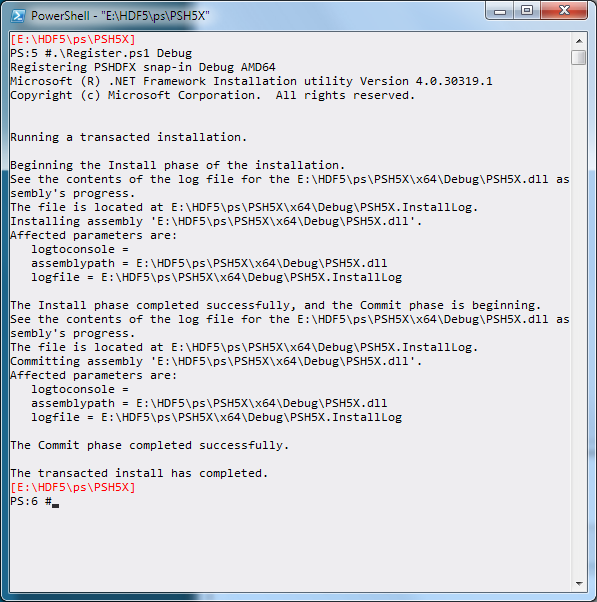 PowerShell - "E:\HDF5\ps\PSH5X"
[E:\HDF5\ps\PSH5X]
PS:5 #.\Register.ps1 Debug
Registering PSHDFX snap-in Debug AMD64
Microsoft (R) .NET Framework Installation utility Version 4.0.30319.1
Copyright (c) Microsoft Corporation.  All rights reserved.
Running a transacted installation.
Beginning the Install phase of the installation.
See the contents of the log file for the E:\HDF5\ps\PSH5X\x64\Debug\PSH5X.dll as
sembly's progress.
The file is located at E:\HDF5\ps\PSH5X\x64\Debug\PSH5X.InstallLog.
Installing assembly 'E:\HDF5\ps\PSH5X\x64\Debug\PSH5X.dll'.
Affected parameters are:
   logtoconsole =
   assemblypath = E:\HDF5\ps\PSH5X\x64\Debug\PSH5X.dll
   logfile = E:\HDF5\ps\PSH5X\x64\Debug\PSH5X.InstallLog
The Install phase completed successfully, and the Commit phase is beginning.
See the contents of the log file for the E:\HDF5\ps\PSH5X\x64\Debug\PSH5X.dll as
sembly's progress.
The file is located at E:\HDF5\ps\PSH5X\x64\Debug\PSH5X.InstallLog.
Committing assembly 'E:\HDF5\ps\PSH5X\x64\Debug\PSH5X.dll'.
Affected parameters are:
   logtoconsole =
   assemblypath = E:\HDF5\ps\PSH5X\x64\Debug\PSH5X.dll
   logfile = E:\HDF5\ps\PSH5X\x64\Debug\PSH5X.InstallLog
The Commit phase completed successfully.
The transacted install has completed.
[E:\HDF5\ps\PSH5X]
PS:6 #